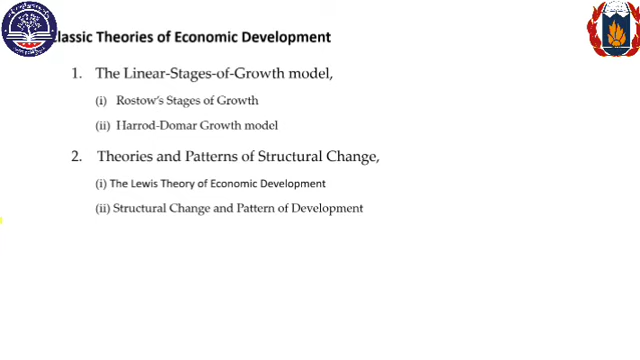 lassic Theories of Economic Development
1. The Linear-Stages-of-Growth model,
(i) Rostow's Stages of Growth
(ii) Harrod-Domar Growth model
2. Theories and Patterns of Structural Change,
(i) The Lewis Theory of Economic Development
(ii) Structural Change and Pattern of Development